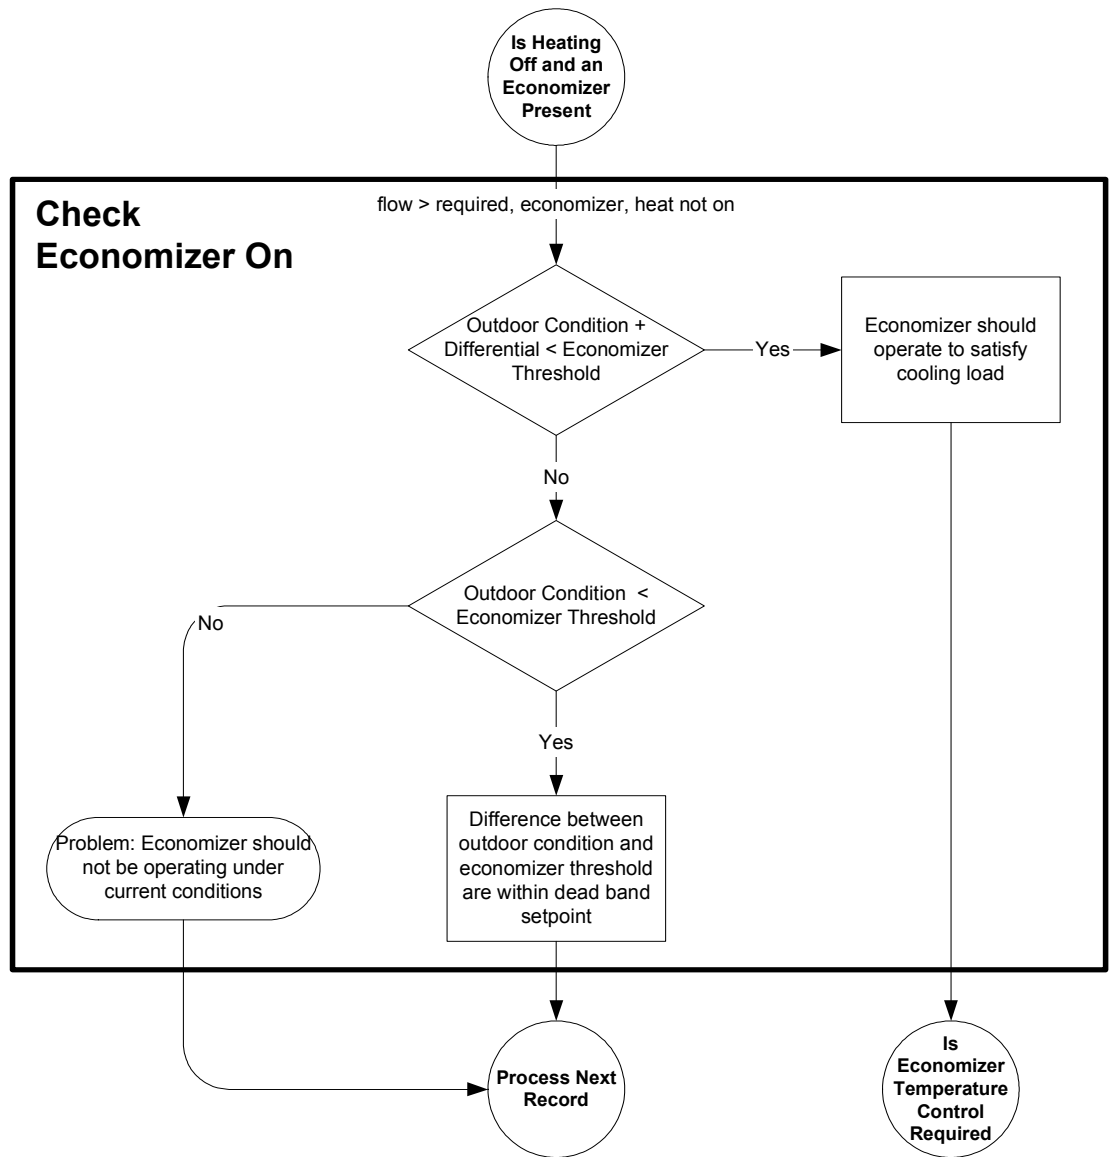 Is Heating
Off and an
Economizer
Present
Check
Economizer On
flow > required, economizer, heat not on
Outdoor Condition +
Differential < Economizer
Threshold
Yes
Economizer should
operate to satisfy
cooling load
No
Outdoor Condition <
Economizer Threshold
No
Yes
Problem: Economizer should
not be operating under
current conditions
Difference between
outdoor condition and
economizer threshold
are within dead band
setpoint
Process Next
Record
Is
Economizer
Temperature
Control
Required